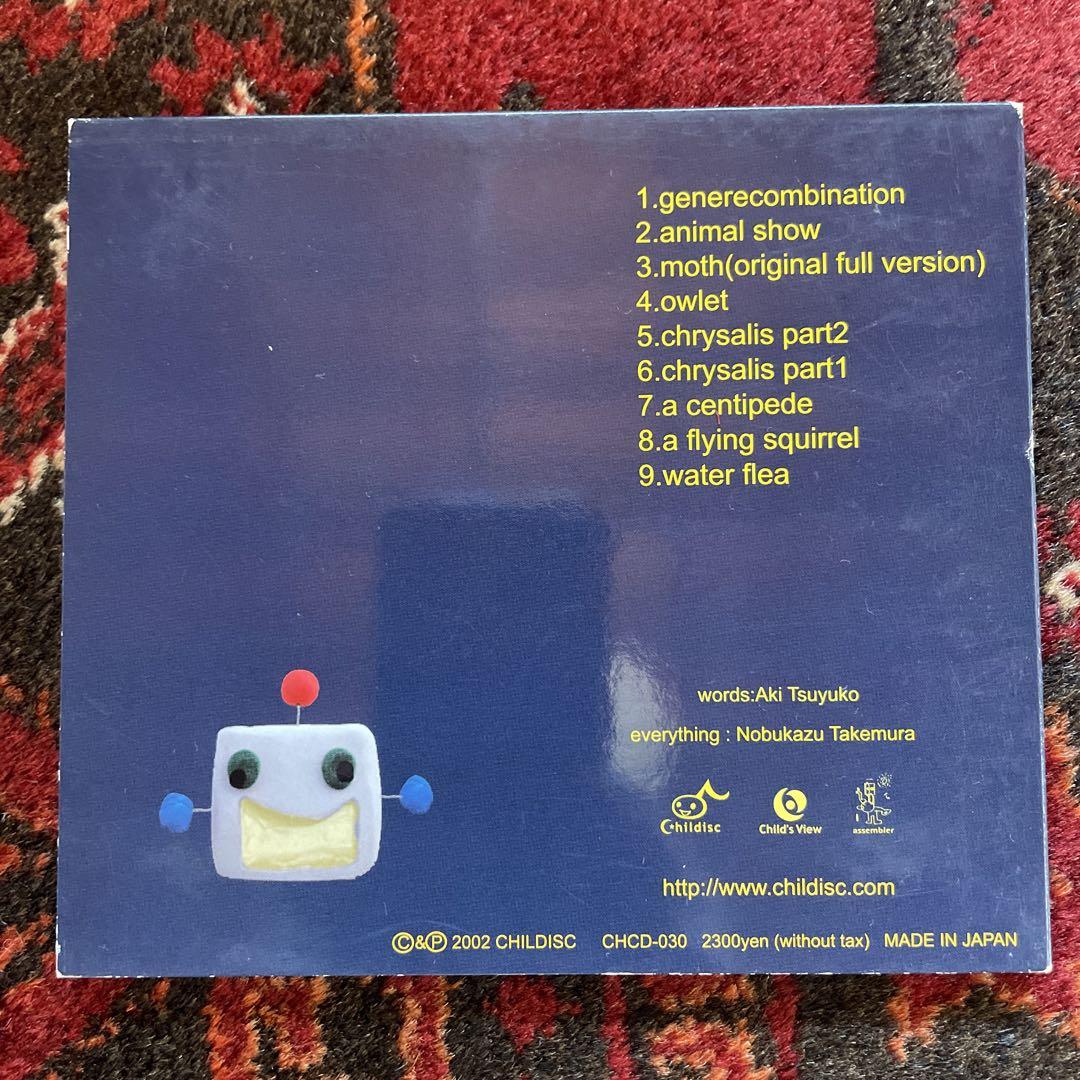 1.generecombination
2.animal show
3.moth(original full version)
4.owlet
5.chrysalis part2
6.chrysalis part1
7.a centipede
8.a flying squirrel
9.water flea
words:Aki Tsuyuko
everything : Nobukazu Takemura
Childisc
Child's View
assembler
http://www.childisc.com
©&Ⓟ 2002 CHILDISC CHCD-030 2300yen (without tax) MADE IN JAPAN